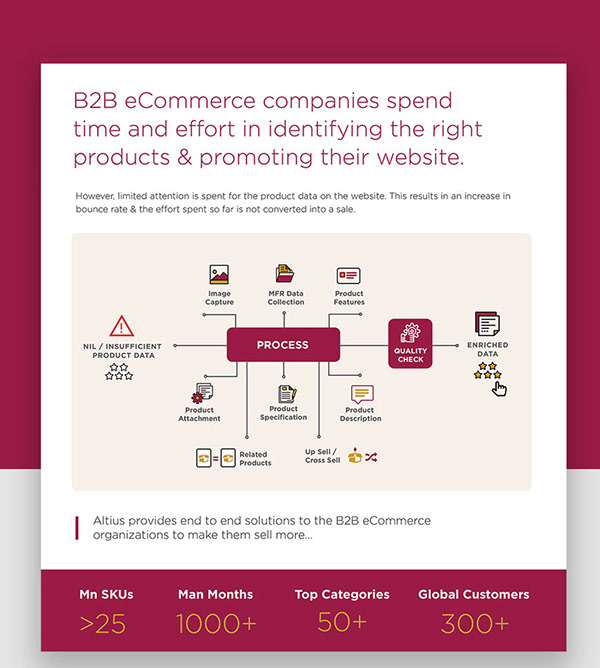 B2B eCommerce companies spend
time and effort in identifying the right
products & promoting their website.
However, limited attention is spent for the product data on the website. This results in an increase in
bounce rate & the effort spent so far is not converted into a sale.
Image
Capture
MFR Data
Collection
Product
Features
NIL / INSUFFICIENT
PRODUCT DATA
PROCESS
QUALITY
CHECK
ENRICHED
DATA
Product
Attachment
Product
Specification
Product
Description
Related
Products
Up Sell /
Cross Sell
Altius provides end to end solutions to the B2B eCommerce
organizations to make them sell more...
Mn SKUs
>25
Man Months
1000+
Top Categories
50+
Global Customers
300+